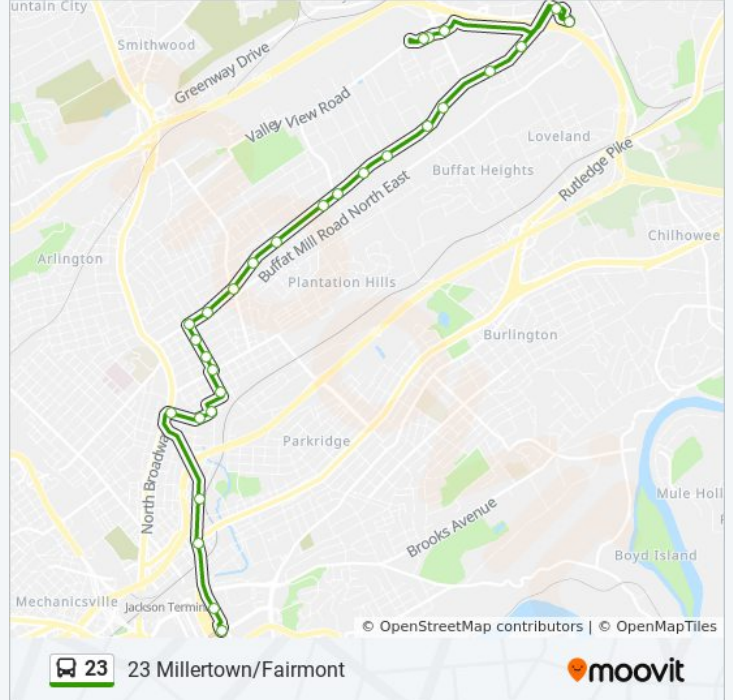 untain City
Smithwood
Greenway Drive
Valley View Road
Loveland
Rutledge Pike
Buffat Heights
Buffat Mill Road North East
Chilhowee
Arlington
Plantation Hills
Burlington
Parkridge
North Broadwa
Mule Holl
Brooks Avenue
Boyd Island
Mechanicsville
Jackson Termin
© OpenStreetMap contributors | © OpenMapTiles
23
23 Millertown/Fairmont
moovit